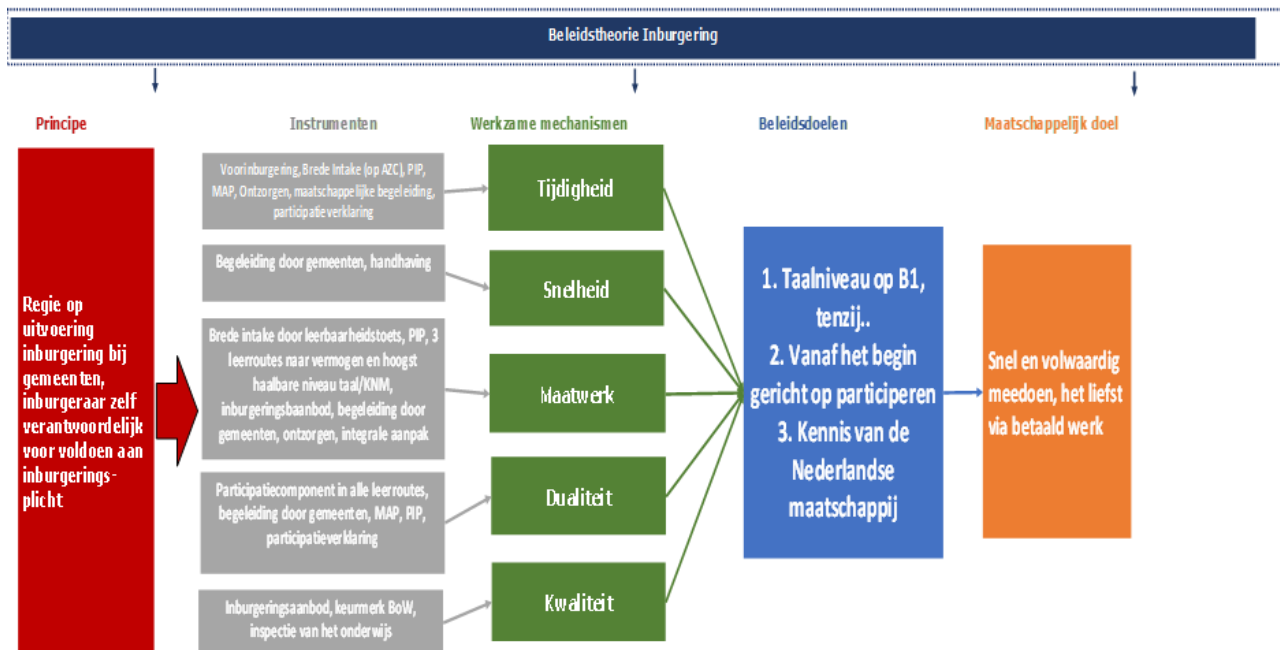 Beleidstheorie Inburgering
Principe
Instrumenten
Werkzame mechanismen
Beleidsdoelen
Maatschappelijk doel
Regie op
uitvoering
inburgering bij
gemeenten,
inburgeraar zelf
verantwoordelijk
voor voldoen aan
inburgerings-
plicht
Voorinburgering, Brede Intake (op AZC), PIP,
MAP, Ontzorgen, maatschappelijke begeleiding,
participatieverklaring
Begeleiding door gemeenten, handhaving
Brede intake door leerbaarheidstoets, PIP, 3
leerroutes naar vermogen en hoogst
haalbare niveau taal/KNM,
inburgeringsbaanbod, begeleiding door
gemeenten, ontzorgen, integrale aanpak
Participatiecomponent in alle leerroutes,
begeleiding door gemeenten, MAP, PIP,
participatieverklaring
Inburgeringsaanbod, keurmerk BoW,
inspectie van het onderwijs
Tijdigheid
Snelheid
Maatwerk
Dualiteit
Kwaliteit
1. Taalniveau op B1,
tenzij..
2. Vanaf het begin
gericht op participeren
3. Kennis van de
Nederlandse
maatschappij
Snel en volwaardig
meedoen, het liefst
via betaald werk